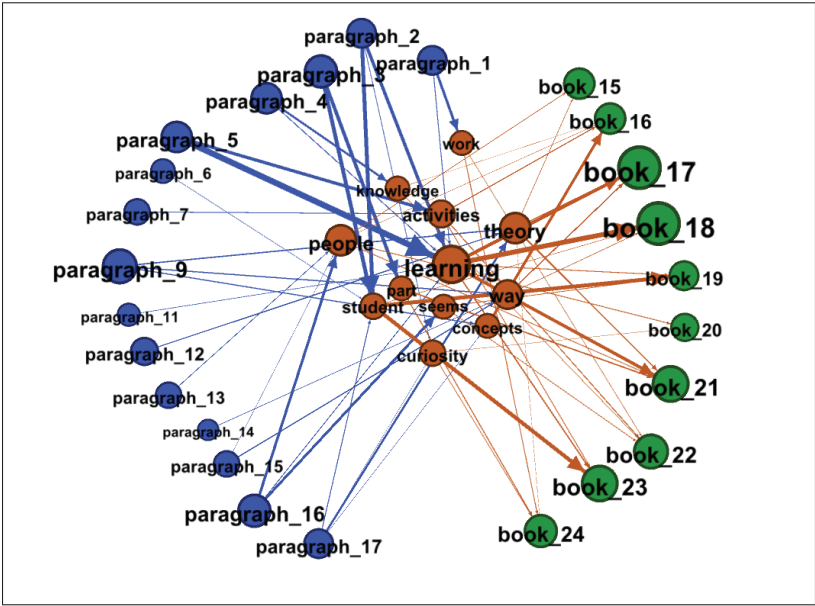 paragraph_2
paragraph_1
paragraph_3
paragraph_4
paragraph_5
paragraph_6
paragraph_7
paragraph_9
paragraph_11
paragraph_12
paragraph_13
paragraph_14
paragraph_15
paragraph_16
paragraph_17
work
knowledge
activities
theory
people
learning
part
way
student
seems
concepts
curiosity
book_15
book_16
book_17
book_18
book_19
book_20
book_21
book_22
book_23
book_24